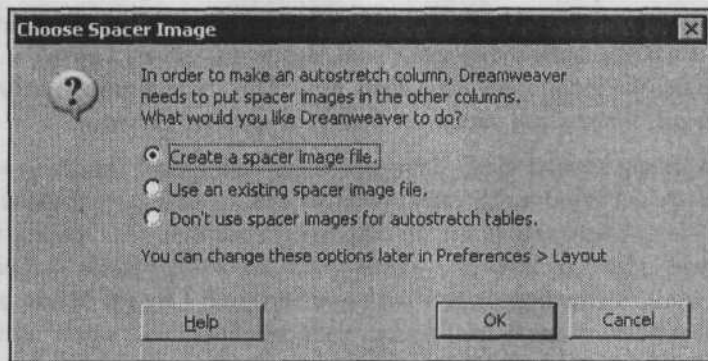 Choose Spacer Image
In order to make an autostretch column, Dreamweaver
needs to put spacer images in the other columns.
What would you like Dreamweaver to do?
Create a spacer image file.
Use an existing spacer image file.
Don't use spacer images for autostretch tables.
You can change these options later in Preferences > Layout
Help OK Cancel